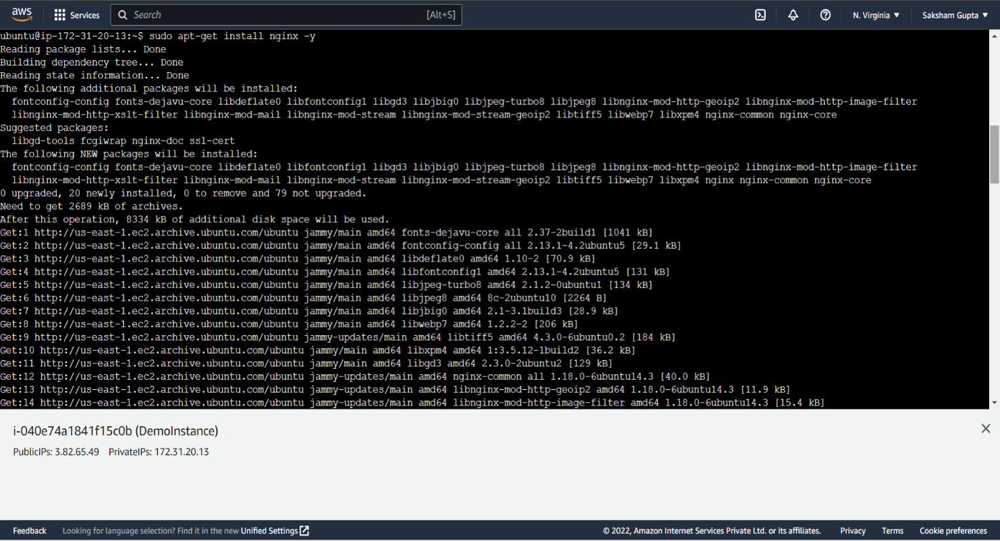 aws Services Search [Alt+S] N. Virginia Saksham Gupta
ubuntu@ip-172-31-20-13:~$ sudo apt-get install nginx -y
Reading package lists... Done
Building dependency tree... Done
Reading state information... Done
The following additional packages will be installed:
fontconfig-config fonts-dejavu-core libdeflate0 libfontconfig1 libgd3 libjbig0 libjpeg-turbo8 libjpeg8 libnginx-mod-http-geoip2 libnginx-mod-http-image-filter
libnginx-mod-http-xslt-filter libnginx-mod-mail libnginx-mod-stream libnginx-mod-stream-geoip2 libtiff5 libwebp7 libxpm4 nginx-common nginx-core
Suggested packages:
libgd-tools fcgiwrap nginx-doc ssl-cert
The following NEW packages will be installed:
fontconfig-config fonts-dejavu-core libdeflate0 libfontconfig1 libgd3 libjbig0 libjpeg-turbo8 libjpeg8 libnginx-mod-http-geoip2 libnginx-mod-http-image-filter
libnginx-mod-http-xslt-filter libnginx-mod-mail libnginx-mod-stream libnginx-mod-stream-geoip2 libtiff5 libwebp7 libxpm4 nginx nginx-common nginx-core
0 upgraded, 20 newly installed, 0 to remove and 79 not upgraded.
Need to get 2689 kB of archives.
After this operation, 8334 kB of additional disk space will be used.
Get:1 http://us-east-1.ec2.archive.ubuntu.com/ubuntu jammy/main amd64 fonts-dejavu-core all 2.37-2build1 [1041 kB]
Get:2 http://us-east-1.ec2.archive.ubuntu.com/ubuntu jammy/main amd64 fontconfig-config all 2.13.1-4.2ubuntu5 [29.1 kB]
Get:3 http://us-east-1.ec2.archive.ubuntu.com/ubuntu jammy/main amd64 libdeflate0 amd64 1.10-2 [70.9 kB]
Get:4 http://us-east-1.ec2.archive.ubuntu.com/ubuntu jammy/main amd64 libfontconfig1 amd64 2.13.1-4.2ubuntu5 [131 kB]
Get:5 http://us-east-1.ec2.archive.ubuntu.com/ubuntu jammy/main amd64 libjpeg-turbo8 amd64 2.1.2-0ubuntu1 [134 kB]
Get:6 http://us-east-1.ec2.archive.ubuntu.com/ubuntu jammy/main amd64 libjpeg8 amd64 8c-2ubuntu10 [2264 B]
Get:7 http://us-east-1.ec2.archive.ubuntu.com/ubuntu jammy/main amd64 libjbig0 amd64 2.1-3.1build3 [28.9 kB]
Get:8 http://us-east-1.ec2.archive.ubuntu.com/ubuntu jammy/main amd64 libwebp7 amd64 1.2.2-2 [206 kB]
Get:9 http://us-east-1.ec2.archive.ubuntu.com/ubuntu jammy-updates/main amd64 libtiff5 amd64 4.3.0-6ubuntu0.2 [184 kB]
Get:10 http://us-east-1.ec2.archive.ubuntu.com/ubuntu jammy/main amd64 libxpm4 amd64 1:3.5.12-1build2 [36.2 kB]
Get:11 http://us-east-1.ec2.archive.ubuntu.com/ubuntu jammy/main amd64 libgd3 amd64 2.3.0-2ubuntu2 [129 kB]
Get:12 http://us-east-1.ec2.archive.ubuntu.com/ubuntu jammy-updates/main amd64 nginx-common all 1.18.0-6ubuntu14.3 [40.0 kB]
Get:13 http://us-east-1.ec2.archive.ubuntu.com/ubuntu jammy-updates/main amd64 libnginx-mod-http-geoip2 amd64 1.18.0-6ubuntu14.3 [11.9 kB]
Get:14 http://us-east-1.ec2.archive.ubuntu.com/ubuntu jammy-updates/main amd64 libnginx-mod-http-image-filter amd64 1.18.0-6ubuntu14.3 [15.4 kB]
i-040e74a1841f15c0b (DemoInstance)
PublicIPs: 3.82.65.49 PrivateIPs: 172.31.20.13
Feedback Looking for language selection? Find it in the new Unified Settings © 2022, Amazon Internet Services Private Ltd. or its affiliates. Privacy Terms Cookie preferences